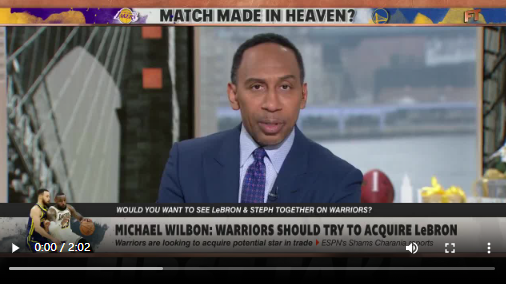 MATCH MADE IN HEAVEN?
WOULD YOU WANT TO SEE LeBRON & STEPH TOGETHER ON WARRIORS?
MICHAEL WILBON: WARRIORS SHOULD TRY TO ACQUIRE LeBRON
Warriors are looking to acquire potential star in trade ESPN's Shams Charania
0:00 / 2:02